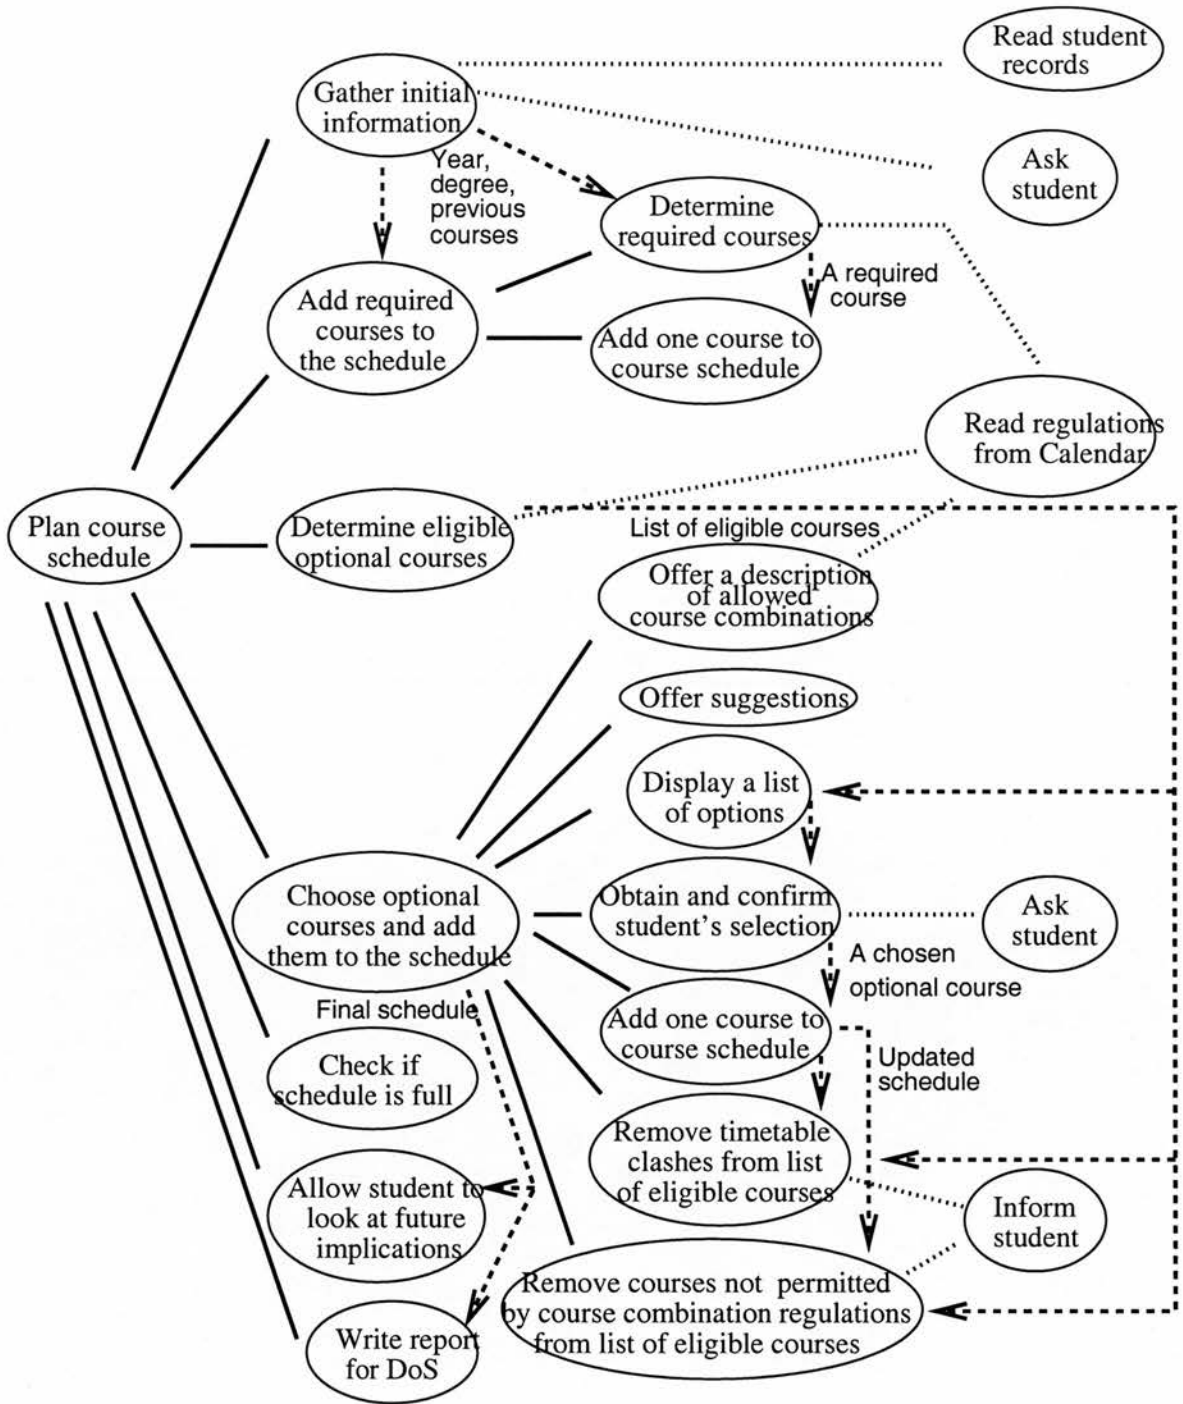 Read student
records
Gather initial
information
Ask
student
Year,
degree,
previous
courses
Determine
required courses
A required
course
Add required
courses to
the schedule
Add one course to
course schedule
Read regulations
from Calendar
Plan course
schedule
Determine eligible
optional courses
List of eligible courses
Offer a description
of allowed
course combinations
Offer suggestions
Display a list
of options
Choose optional
courses and add
them to the schedule
Obtain and confirm
student's selection
Ask
student
A chosen
optional course
Final schedule
Add one course to
course schedule
Updated
schedule
Check if
schedule is full
Remove timetable
clashes from list
of eligible courses
Allow student to
look at future
implications
Inform
student
Remove courses not permitted
by course combination regulations
from list of eligible courses
Write report
for DoS